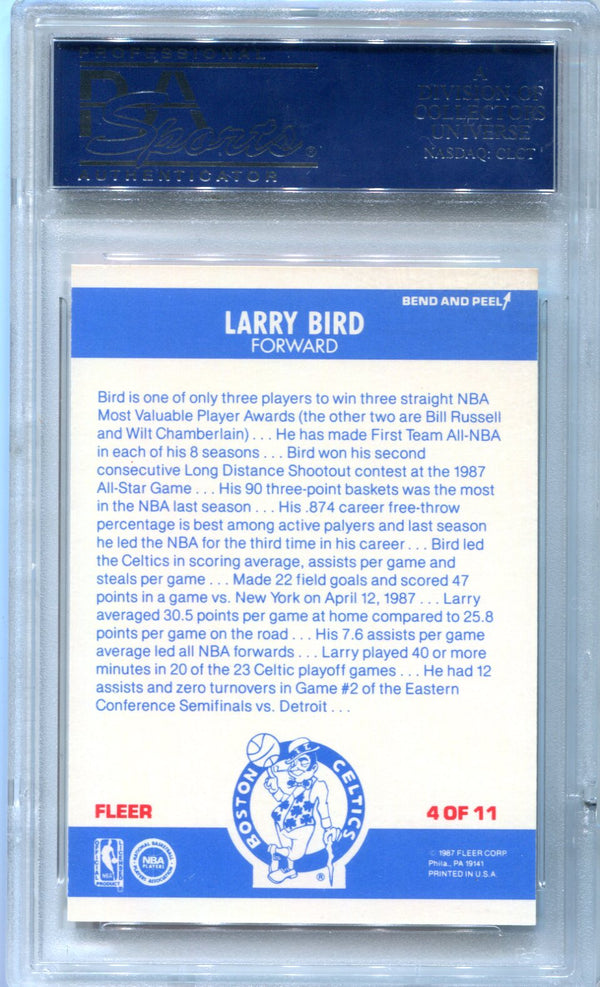 PROFESSIONAL
PSA
Sports®
AUTHENTICATOR
A
DIVISION OF
COLLECTORS
UNIVERSE
NASDAQ: CLCT
BEND AND PEEL
LARRY BIRD
FORWARD
Bird is one of only three players to win three straight NBA
Most Valuable Player Awards (the other two are Bill Russell
and Wilt Chamberlain) . . . He has made First Team All-NBA
in each of his 8 seasons . . . Bird won his second
consecutive Long Distance Shootout contest at the 1987
All-Star Game . . . His 90 three-point baskets was the most
in the NBA last season . . . His .874 career free-throw
percentage is best among active palyers and last season
he led the NBA for the third time in his career . . . Bird led
the Celtics in scoring average, assists per game and
steals per game . . . Made 22 field goals and scored 47
points in a game vs. New York on April 12, 1987 . . . Larry
averaged 30.5 points per game at home compared to 25.8
points per game on the road . . . His 7.6 assists per game
average led all NBA forwards . . . Larry played 40 or more
minutes in 20 of the 23 Celtic playoff games . . . He had 12
assists and zero turnovers in Game #2 of the Eastern
Conference Semifinals vs. Detroit . . .
BOSTON CELTICS
®
FLEER
4 OF 11
NBA
PRODUCT
NATIONAL BASKETBALL
NBA
PLAYERS
PLAYERS ASSOCIATION
© 1987 FLEER CORP
Phila., PA 19141
PRINTED IN U.S.A.